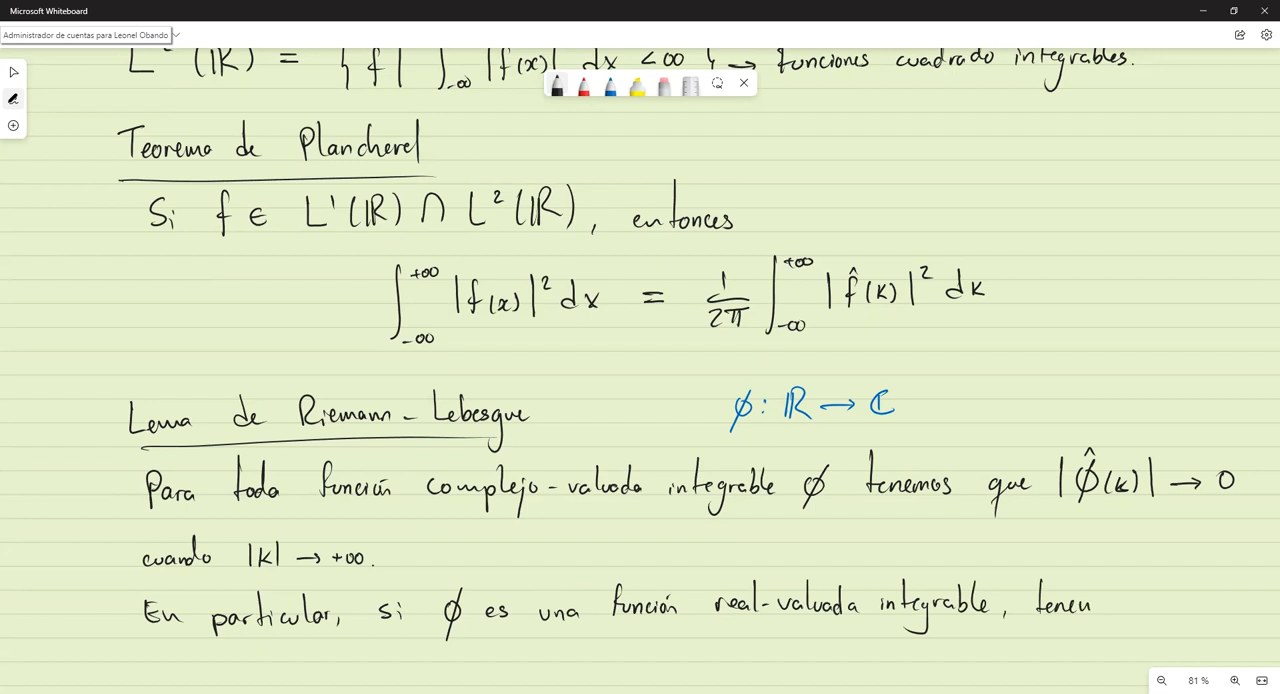 Microsoft Whiteboard
Administrador de cuentas para Leonel Obando
L²(ℝ) = { f | ∫_{-∞} |f(x)| dx < ∞ } → funciones cuadrado integrables.
Teorema de Plancherel
Si f ∈ L¹(ℝ) ∩ L²(ℝ), entonces
∫_{-∞}^{+∞} |f(x)|² dx = 1/2π ∫_{-∞}^{+∞} |f̂(k)|² dk
Lema de Riemann-Lebesgue
ϕ: ℝ → ℂ
Para toda función complejo-valuada integrable ϕ tenemos que |ϕ̂(k)| → 0
cuando |k| → +∞.
En particular, si ϕ es una función real-valuada integrable, tenem
81 %